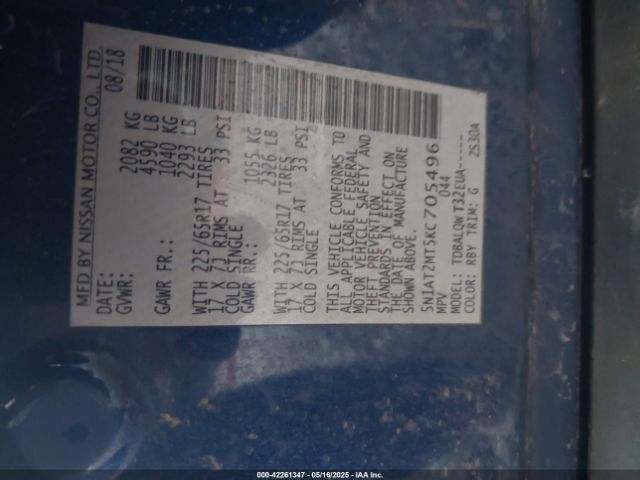 MFD BY NISSAN MOTOR CO., LTD.
DATE: 08/18
GVWR: 2082 KG
4590 LB
GAWR FR.: 1040 KG
2293 LB
WITH 225/65R17 TIRES
17 X 7J RIMS AT 33 PSI
COLD SINGLE
GAWR RR.: 1055 KG
2326 LB
WITH 225/65R17 TIRES
17 X 7J RIMS AT 33 PSI
COLD SINGLE
THIS VEHICLE CONFORMS TO
ALL APPLICABLE FEDERAL
MOTOR VEHICLE SAFETY AND
THEFT PREVENTION
STANDARDS IN EFFECT ON
THE DATE OF MANUFACTURE
SHOWN ABOVE.
5N1AT2MT5KC705496
MPV 044
MODEL: TDBALQWT32EUA-----
COLOR: RBY TRIM: G ZS30A
000-42261347 | 05/16/2025 | IAA Inc.